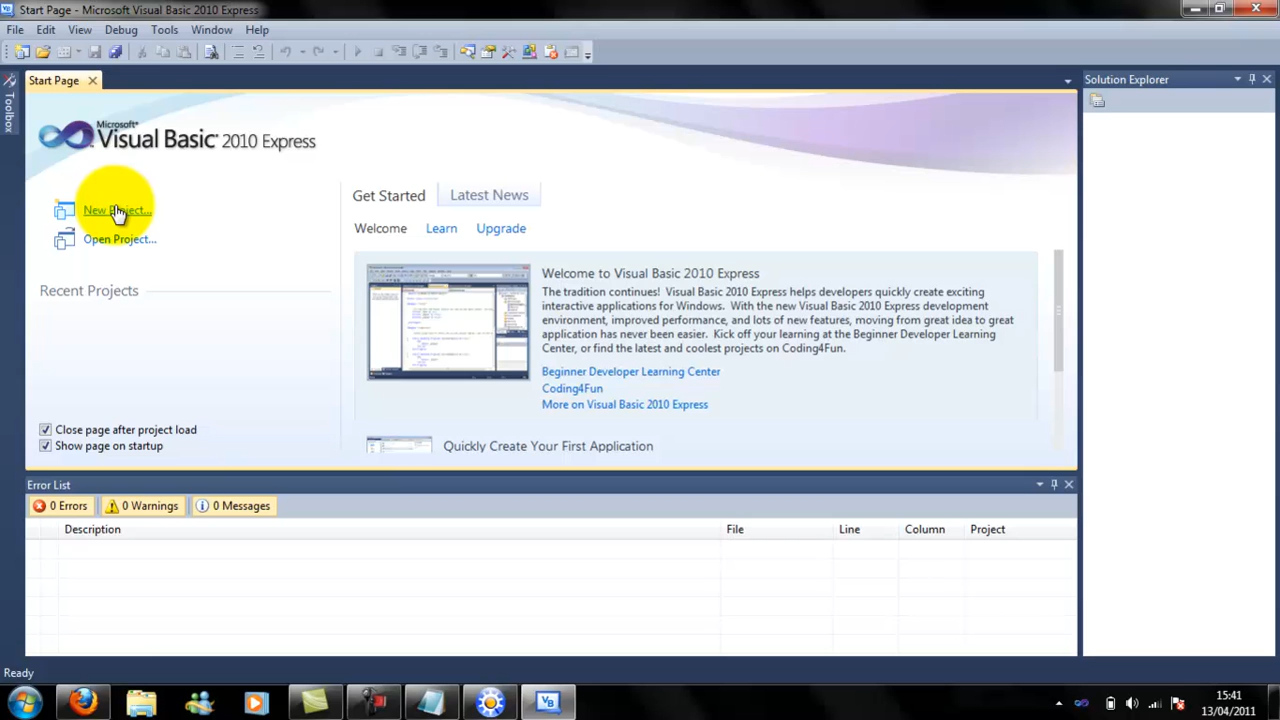 Start Page - Microsoft Visual Basic 2010 Express
File Edit View Debug Tools Window Help
Toolbox
Start Page
Solution Explorer
Microsoft®
Visual Basic® 2010 Express
New Project...
Open Project...
Recent Projects
Close page after project load
Show page on startup
Get Started Latest News
Welcome Learn Upgrade
Welcome to Visual Basic 2010 Express
The tradition continues! Visual Basic 2010 Express helps developers quickly create exciting
interactive applications for Windows. With the new Visual Basic 2010 Express development
environment, improved performance, and lots of new features, moving from great idea to great
application has never been easier. Kick off your learning at the Beginner Developer Learning
Center, or find the latest and coolest projects on Coding4Fun.
Beginner Developer Learning Center
Coding4Fun
More on Visual Basic 2010 Express
Quickly Create Your First Application
Error List
0 Errors 0 Warnings 0 Messages
Description File Line Column Project
Ready
VB
15:41
13/04/2011